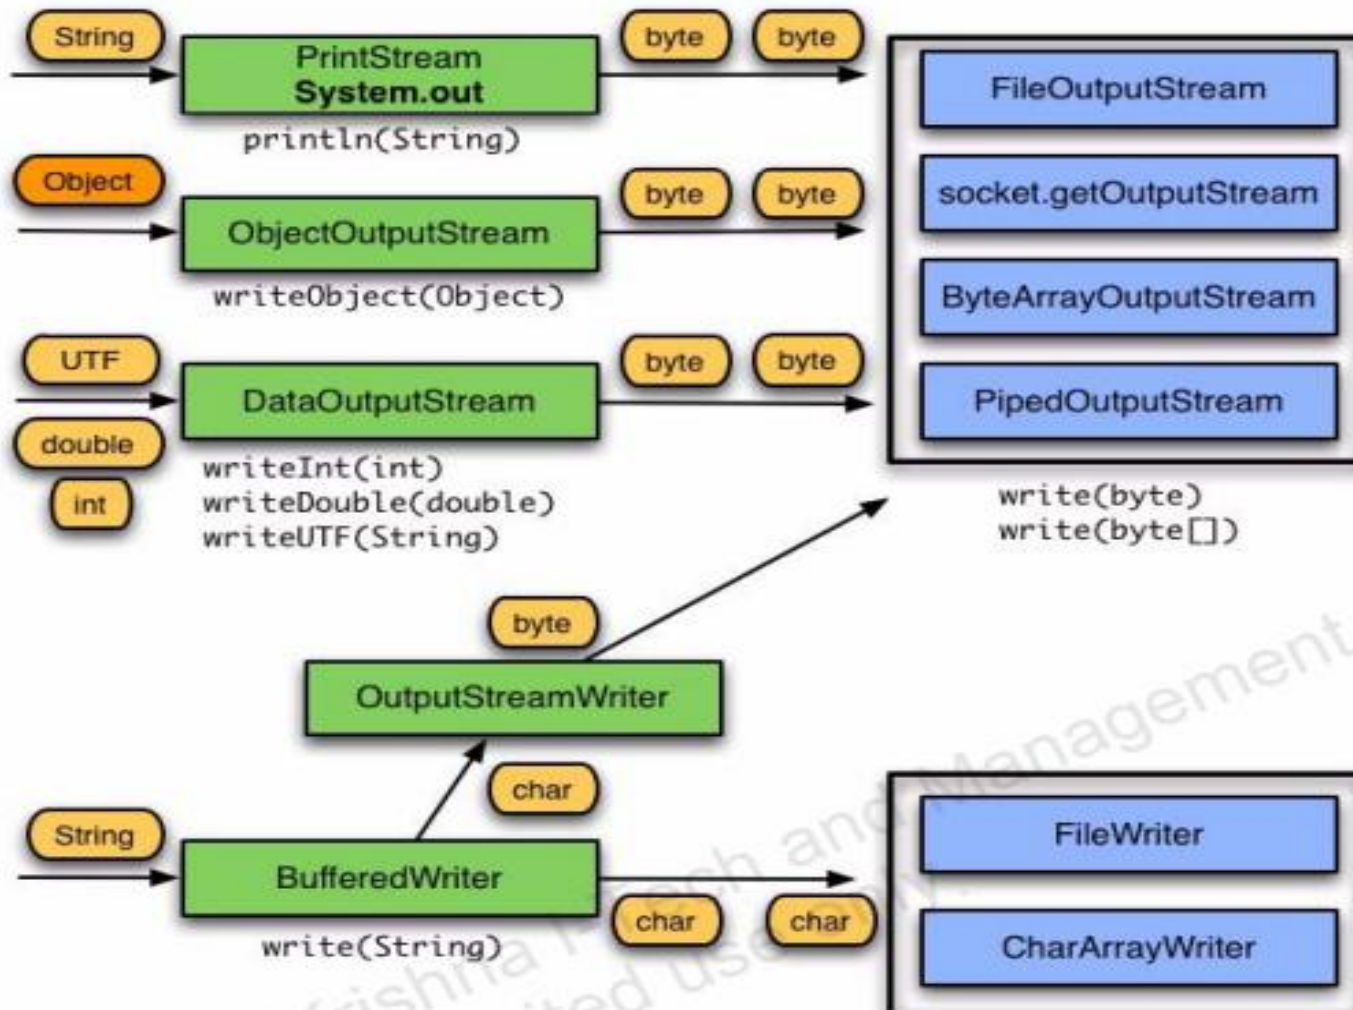 String
PrintStream
System.out
println(String)
byte
byte
Object
ObjectOutputStream
writeObject(Object)
byte
byte
UTF
double
int
DataOutputStream
writeInt(int)
writeDouble(double)
writeUTF(String)
byte
byte
FileOutputStream
socket.getOutputStream
ByteArrayOutputStream
PipedOutputStream
write(byte)
write(byte[])
byte
OutputStreamWriter
char
String
BufferedWriter
write(String)
char
char
FileWriter
CharArrayWriter
and Management